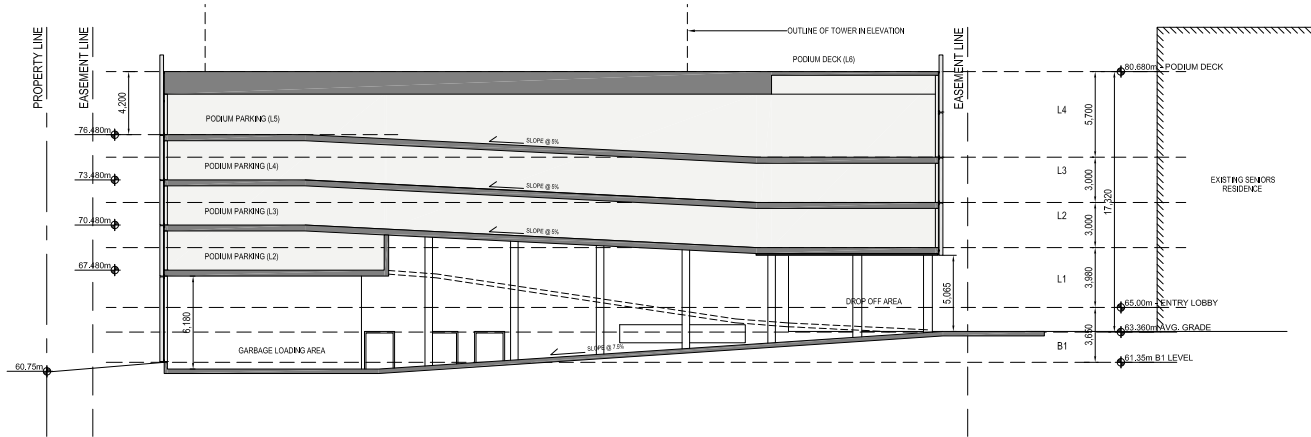 OUTLINE OF TOWER IN ELEVATION
PROPERTY LINE
EASEMENT LINE
EASEMENT LINE
PODIUM DECK (L6)
80.680m - PODIUM DECK
4,200
PODIUM PARKING (L5)
L4
5,700
76.480m
SLOPE @ 5%
PODIUM PARKING (L4)
L3
3,000
73.480m
SLOPE @ 5%
EXISTING SENIORS
RESIDENCE
17,320
PODIUM PARKING (L3)
L2
3,000
70.480m
SLOPE @ 5%
PODIUM PARKING (L2)
67.480m
L1
3,980
5,065
DROP OFF AREA
65.00m - ENTRY LOBBY
6,180
63.360m AVG. GRADE
3,650
B1
GARBAGE LOADING AREA
SLOPE @ 7.5%
61.35m B1 LEVEL
60.75m